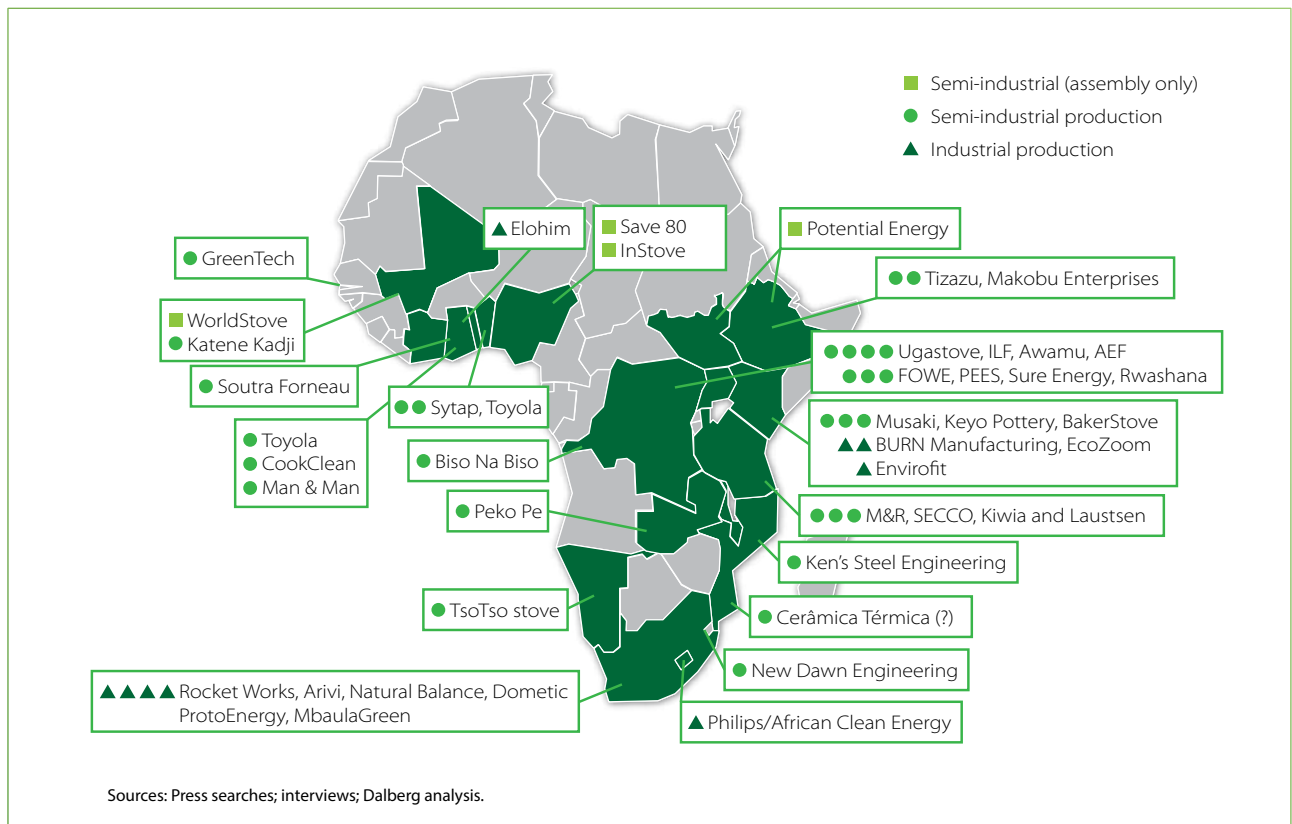 Semi-industrial (assembly only)
Semi-industrial production
Industrial production
Elohim
Save 80
InStove
Potential Energy
GreenTech
Tizazu, Makobu Enterprises
WorldStove
Katene Kadji
Ugastove, ILF, Awamu, AEF
FOWE, PEES, Sure Energy, Rwashana
Soutra Forneau
Sytap, Toyola
Musaki, Keyo Pottery, BakerStove
BURN Manufacturing, EcoZoom
Envirofit
Toyola
CookClean
Man & Man
Biso Na Biso
Peko Pe
M&R, SECCO, Kiwia and Laustsen
Ken's Steel Engineering
TsoTso stove
Cerâmica Térmica (?)
New Dawn Engineering
Rocket Works, Arivi, Natural Balance, Dometic
ProtoEnergy, MbaulaGreen
Philips/African Clean Energy
Sources: Press searches; interviews; Dalberg analysis.